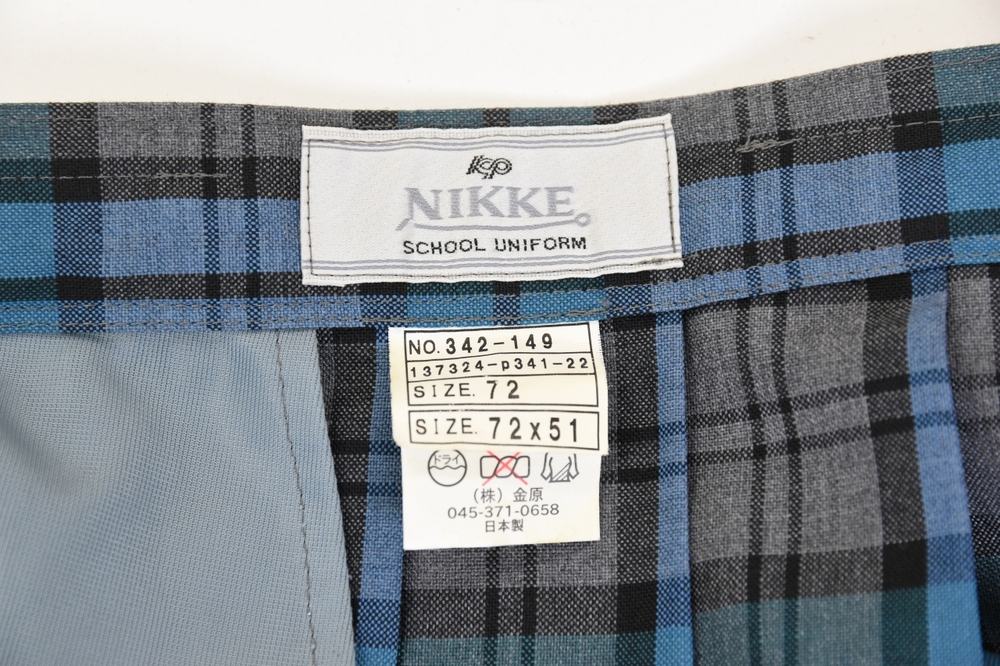 NIKKE
SCHOOL UNIFORM
NO. 342-149
137324-p341-22
SIZE. 72
SIZE. 72x51
ドライ
(株) 金原
045-371-0658
日本製